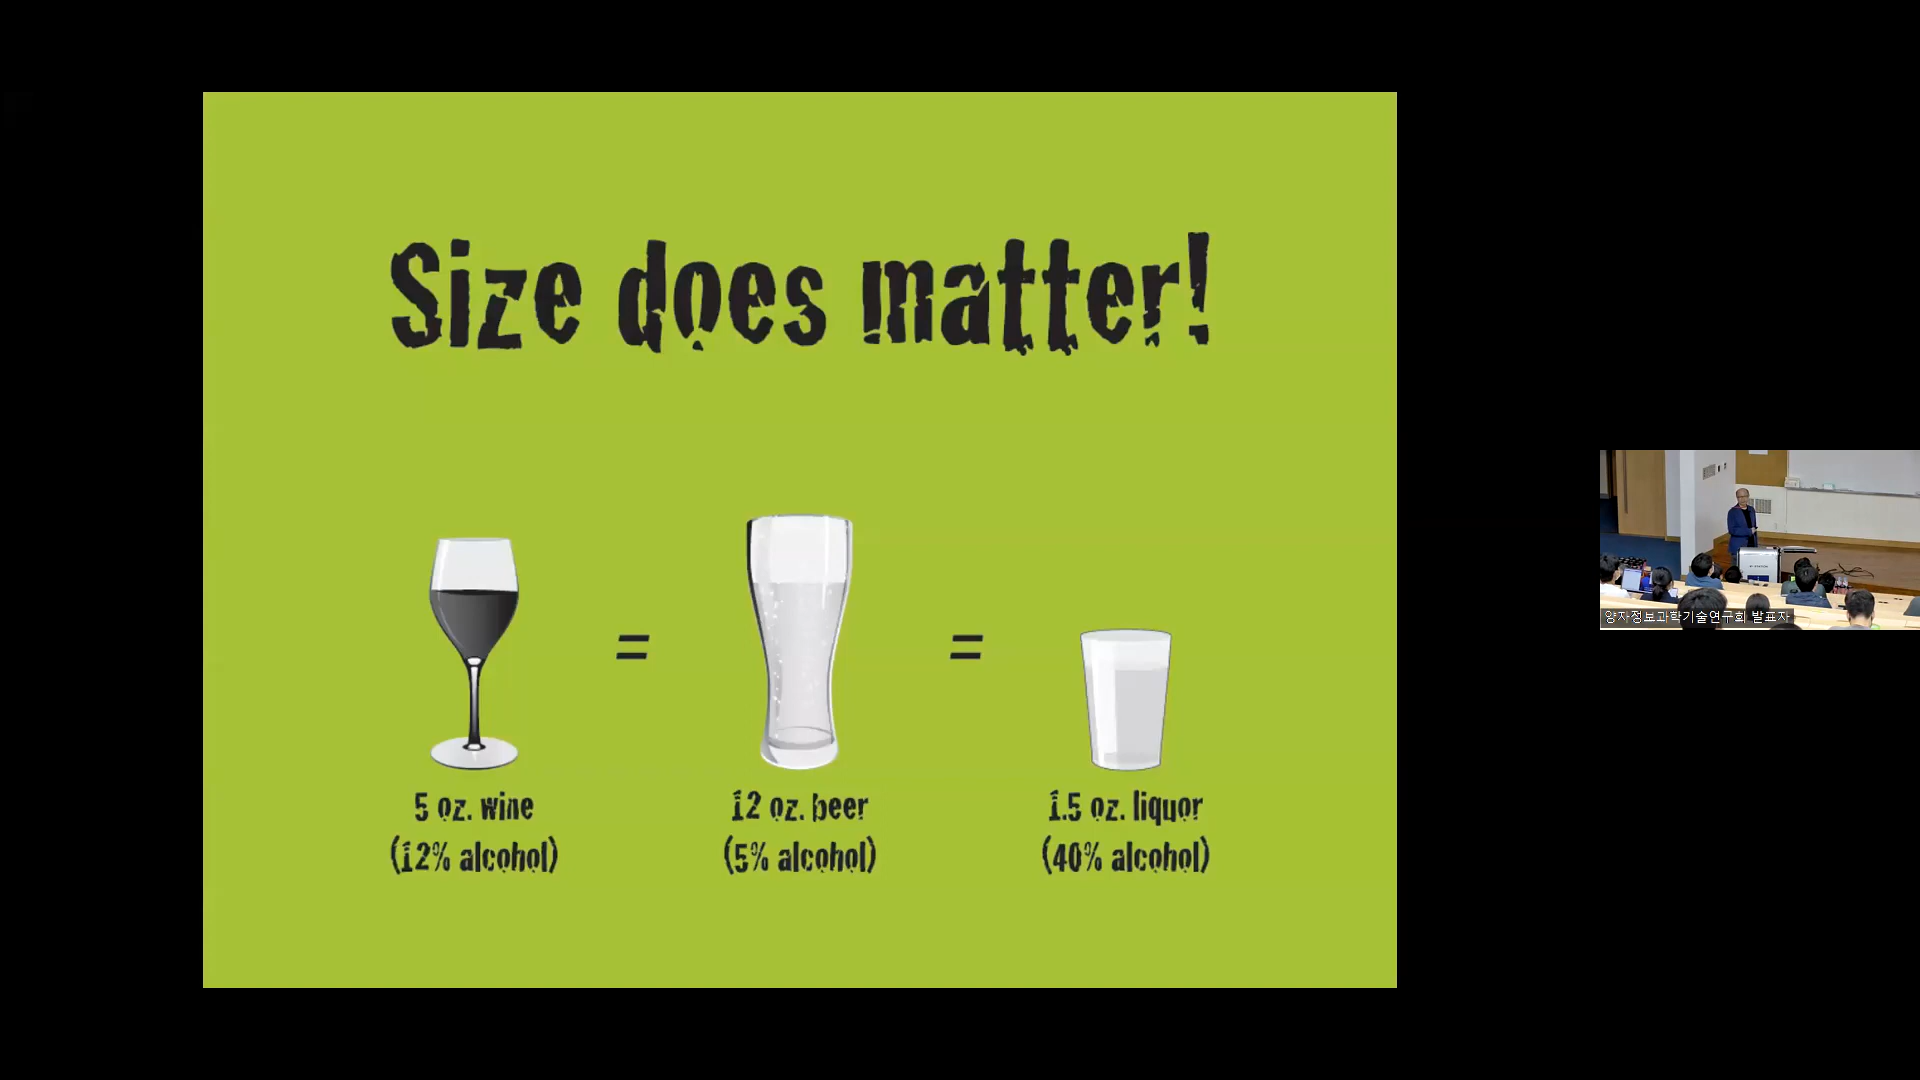 Size does matter!
=
=
5 oz. wine
(12% alcohol)
12 oz. beer
(5% alcohol)
1.5 oz. liquor
(40% alcohol)
양자정보과학기술연구회 발표자